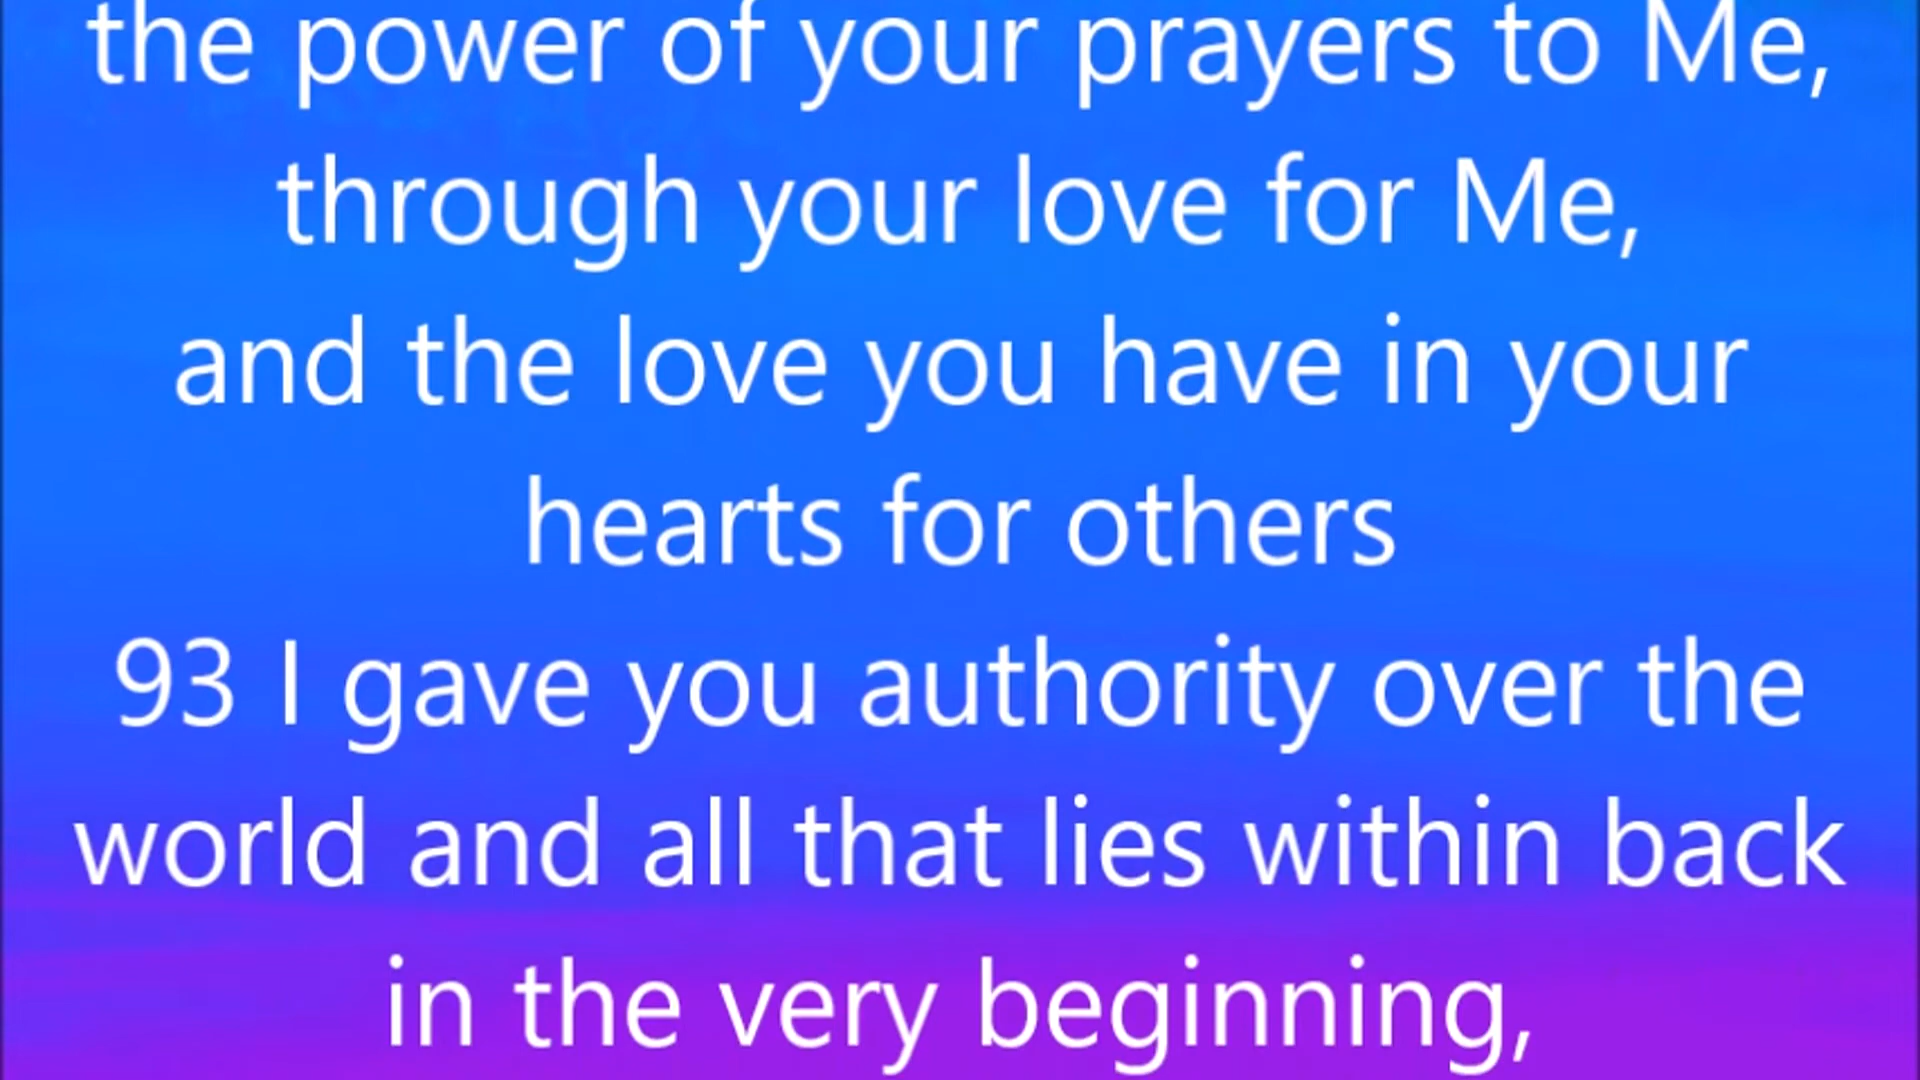 the power of your prayers to Me,
through your love for Me,
and the love you have in your
hearts for others
93 I gave you authority over the
world and all that lies within back
in the very beginning,